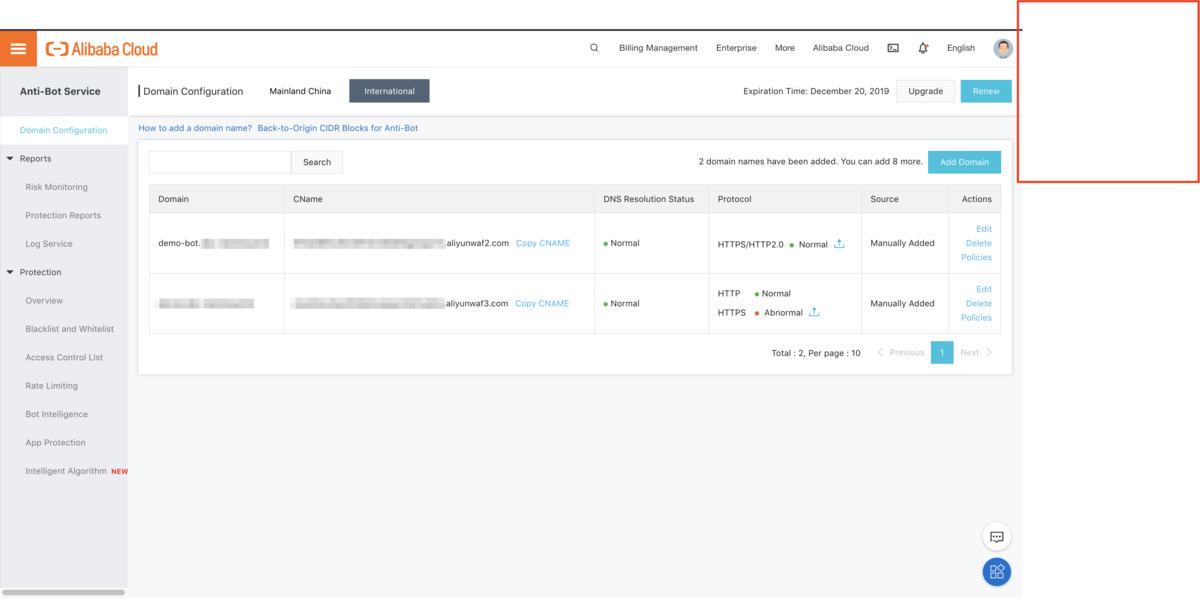 Alibaba Cloud
Billing Management Enterprise More Alibaba Cloud English
Anti-Bot Service
Domain Configuration Mainland China International Expiration Time: December 20, 2019 Upgrade Renew
Domain Configuration
Reports
Risk Monitoring
Protection Reports
Log Service
Protection
Overview
Blacklist and Whitelist
Access Control List
Rate Limiting
Bot Intelligence
App Protection
Intelligent Algorithm NEW
How to add a domain name? Back-to-Origin CIDR Blocks for Anti-Bot
Search 2 domain names have been added. You can add 8 more. Add Domain
Domain CName DNS Resolution Status Protocol Source Actions
demo-bot. .aliyunwaf2.com Copy CNAME Normal HTTPS/HTTP2.0 Normal Manually Added Edit
Delete
Policies
.aliyunwaf3.com Copy CNAME Normal HTTP Normal Manually Added Edit
HTTPS Abnormal Delete
Policies
Total : 2, Per page : 10 Previous 1 Next